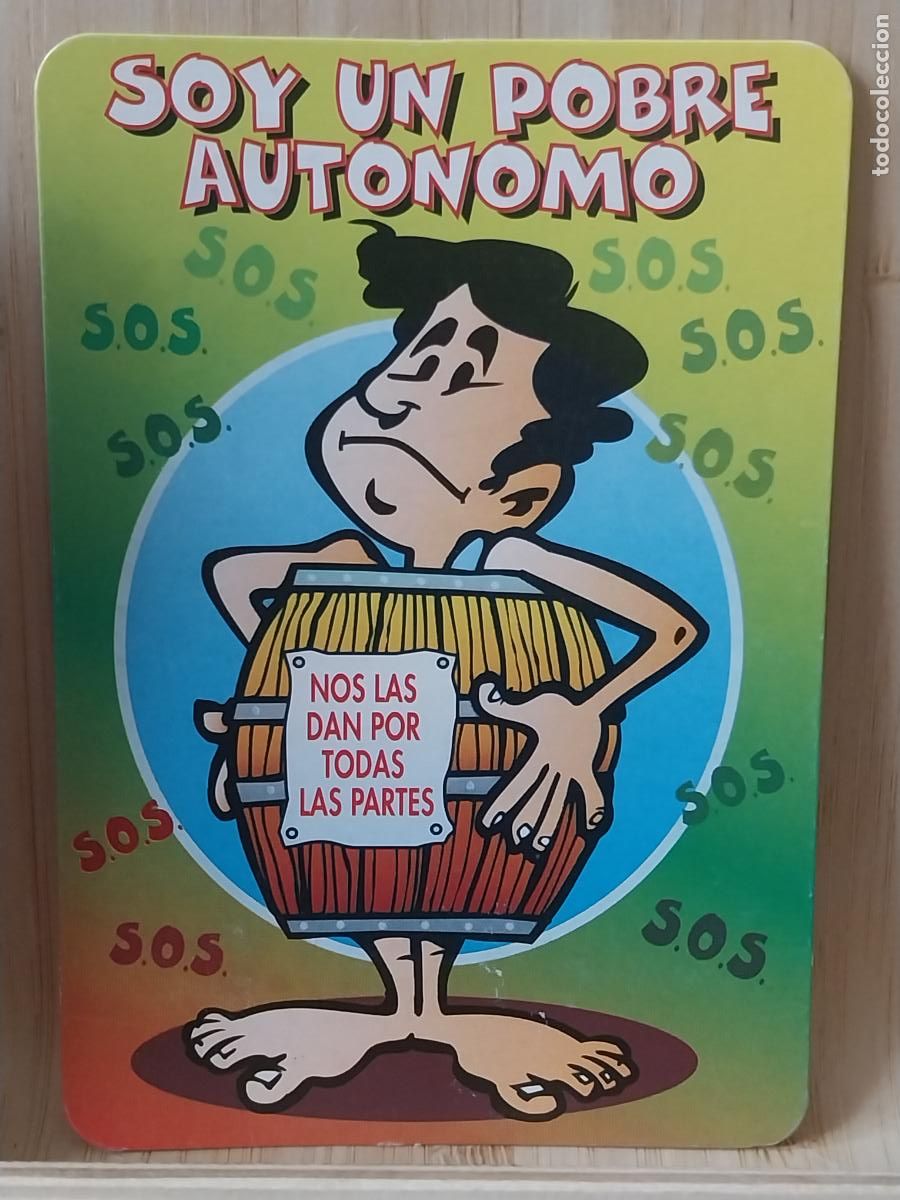 SOY UN POBRE
AUTONOMO
S.O.S.
S.O.S.
S.O.S.
S.O.S.
S.O.S.
S.O.S.
NOS LAS
DAN POR
TODAS
LAS PARTES
S.O.S.
S.O.S.
S.O.S.
S.O.S.
todocoleccion